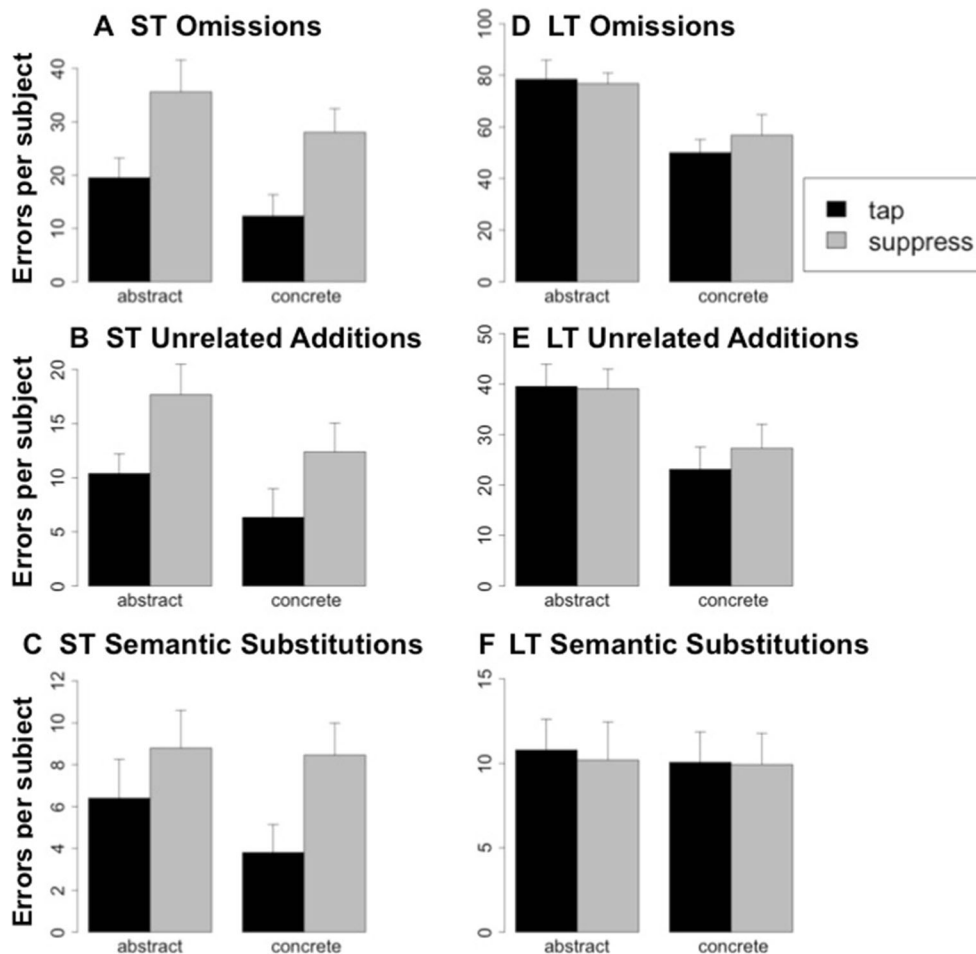 A ST Omissions
Errors per subject
40
30
20
10
0
abstract concrete
D LT Omissions
100
80
60
40
20
0
abstract concrete
tap
suppress
B ST Unrelated Additions
Errors per subject
20
15
10
5
0
abstract concrete
E LT Unrelated Additions
50
40
30
20
10
0
abstract concrete
C ST Semantic Substitutions
Errors per subject
12
10
8
6
4
2
0
abstract concrete
F LT Semantic Substitutions
15
10
5
0
abstract concrete